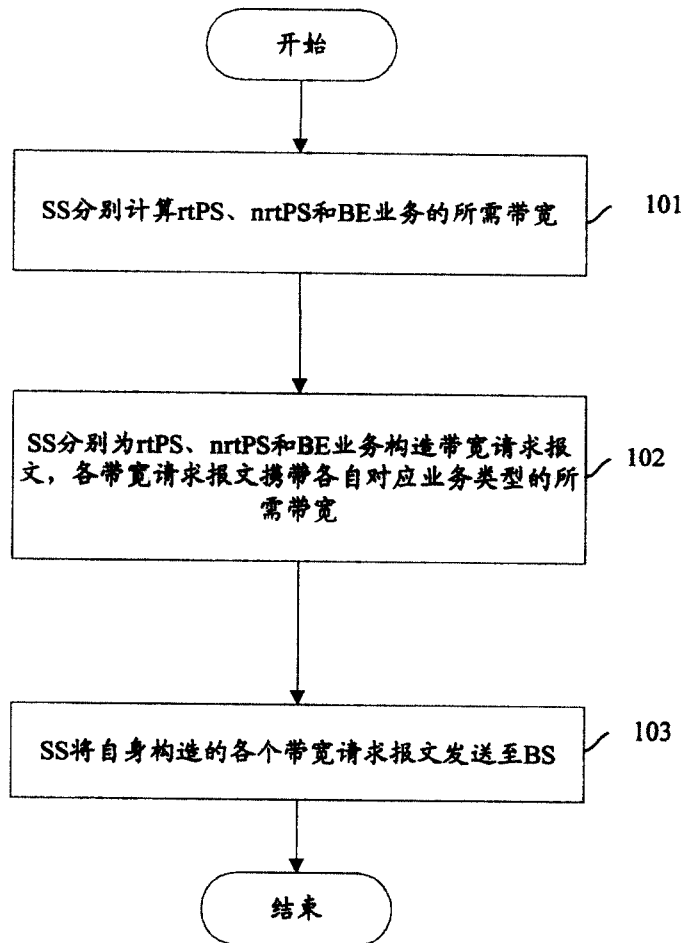 开始
SS分别计算rtPS、nrtPS和BE业务的所需带宽
101
SS分别为rtPS、nrtPS和BE业务构造带宽请求报
文，各带宽请求报文携带各自对应业务类型的所
需带宽
102
SS将自身构造的各个带宽请求报文发送至BS
103
结束